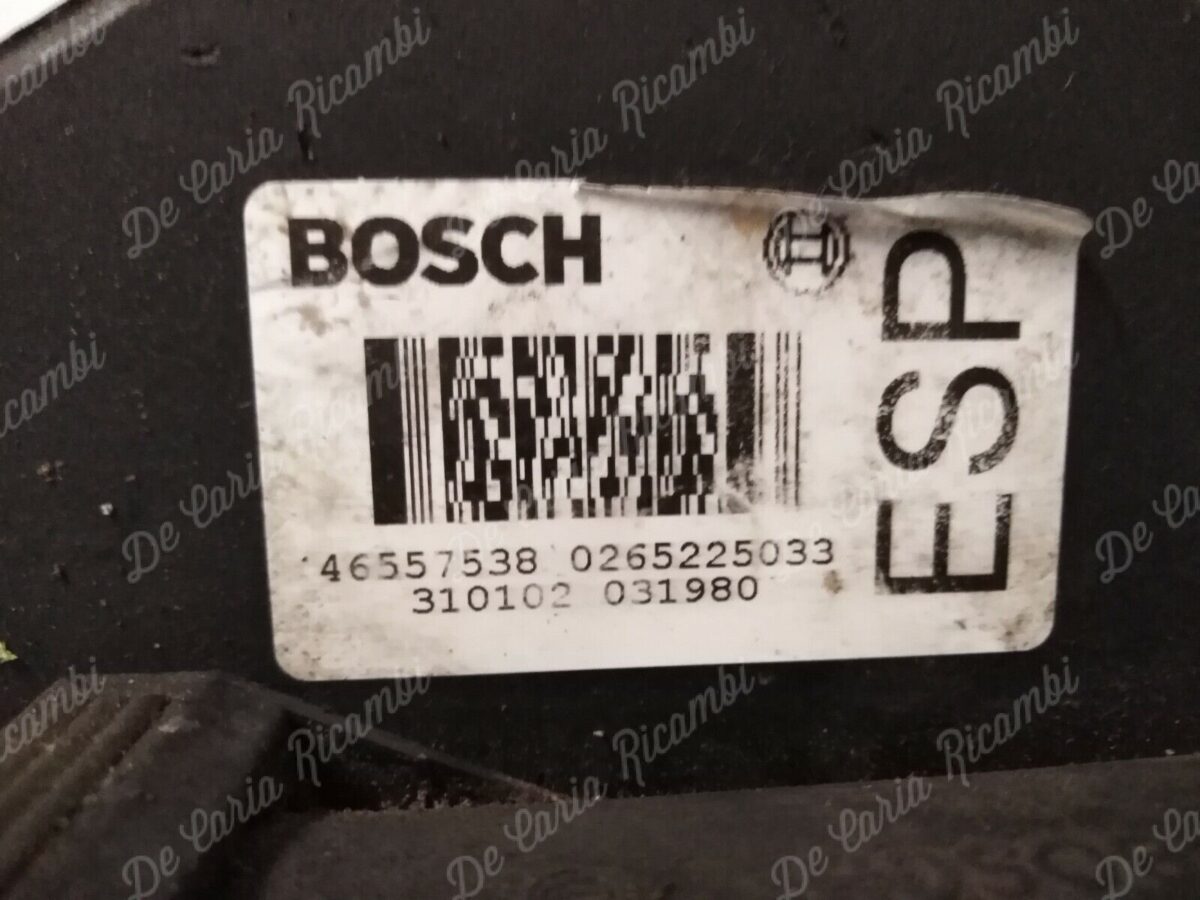 BOSCH
ESP
46557538 0265225033
310102 031980
De Caria Ricambi